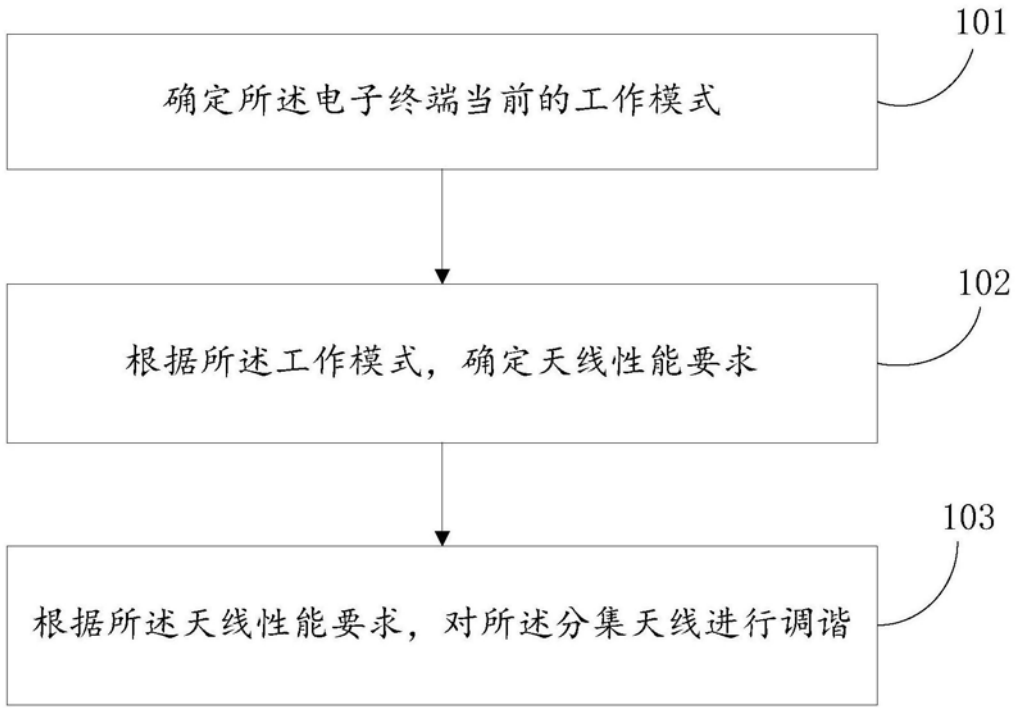 101
确定所述电子终端当前的工作模式
102
根据所述工作模式，确定天线性能要求
103
根据所述天线性能要求，对所述分集天线进行调谐